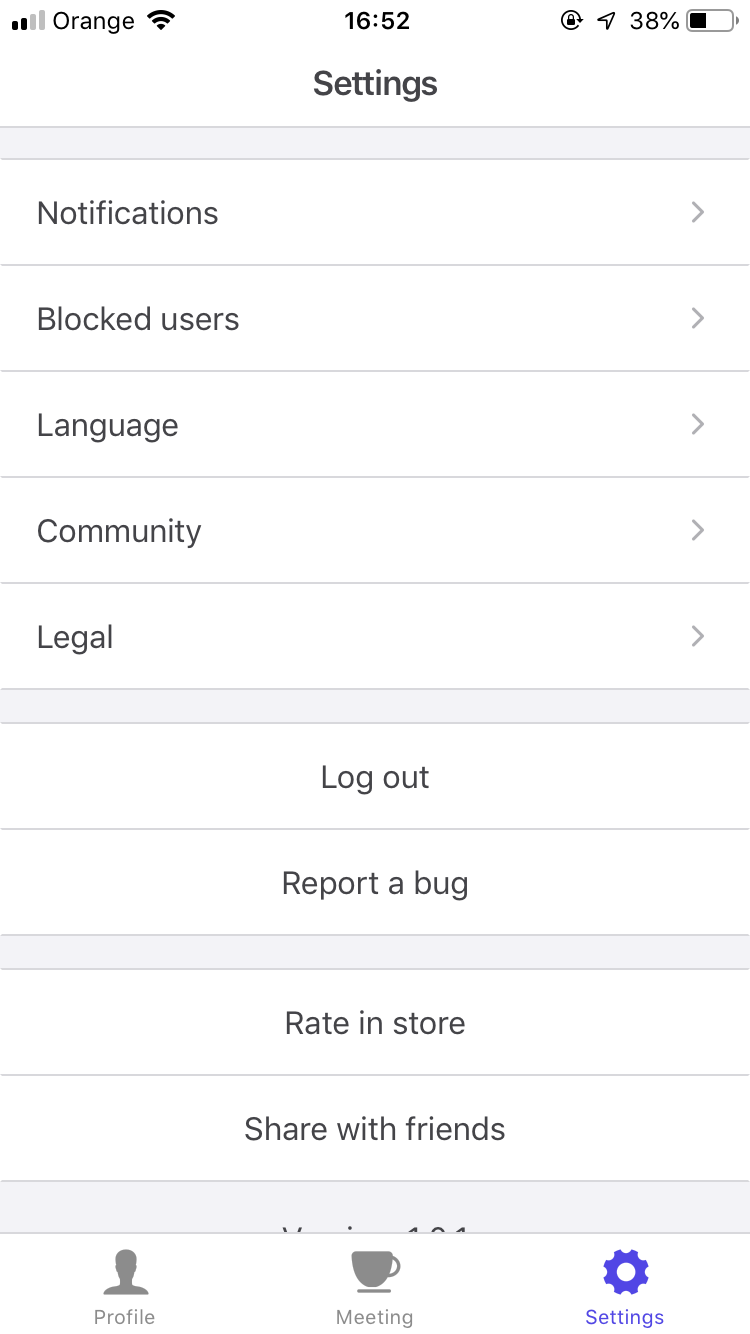 Orange 16:52 38%
Settings
Notifications
Blocked users
Language
Community
Legal
Log out
Report a bug
Rate in store
Share with friends
Profile Meeting Settings